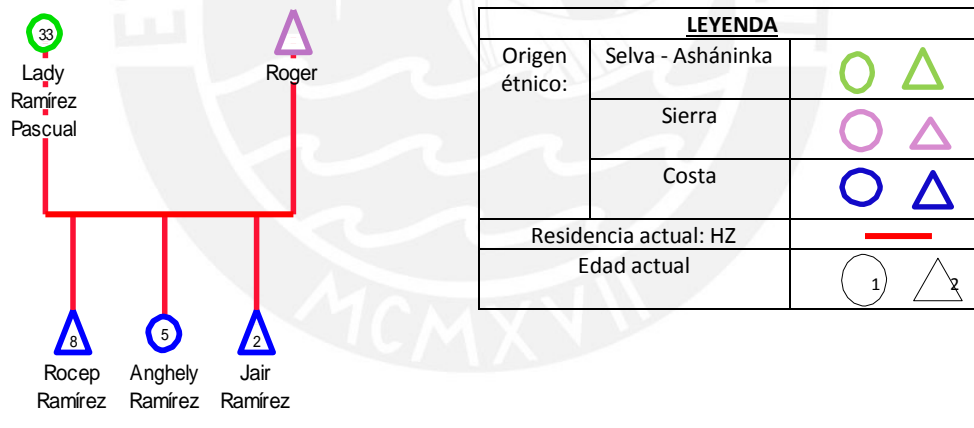 33
Lady
Ramírez
Pascual
Roger
8
5
2
Rocep
Ramírez
Anghely
Ramírez
Jair
Ramírez
LEYENDA
Origen
étnico:
Selva - Asháninka
Sierra
Costa
Residencia actual: HZ
Edad actual
1
2
MCMXVII